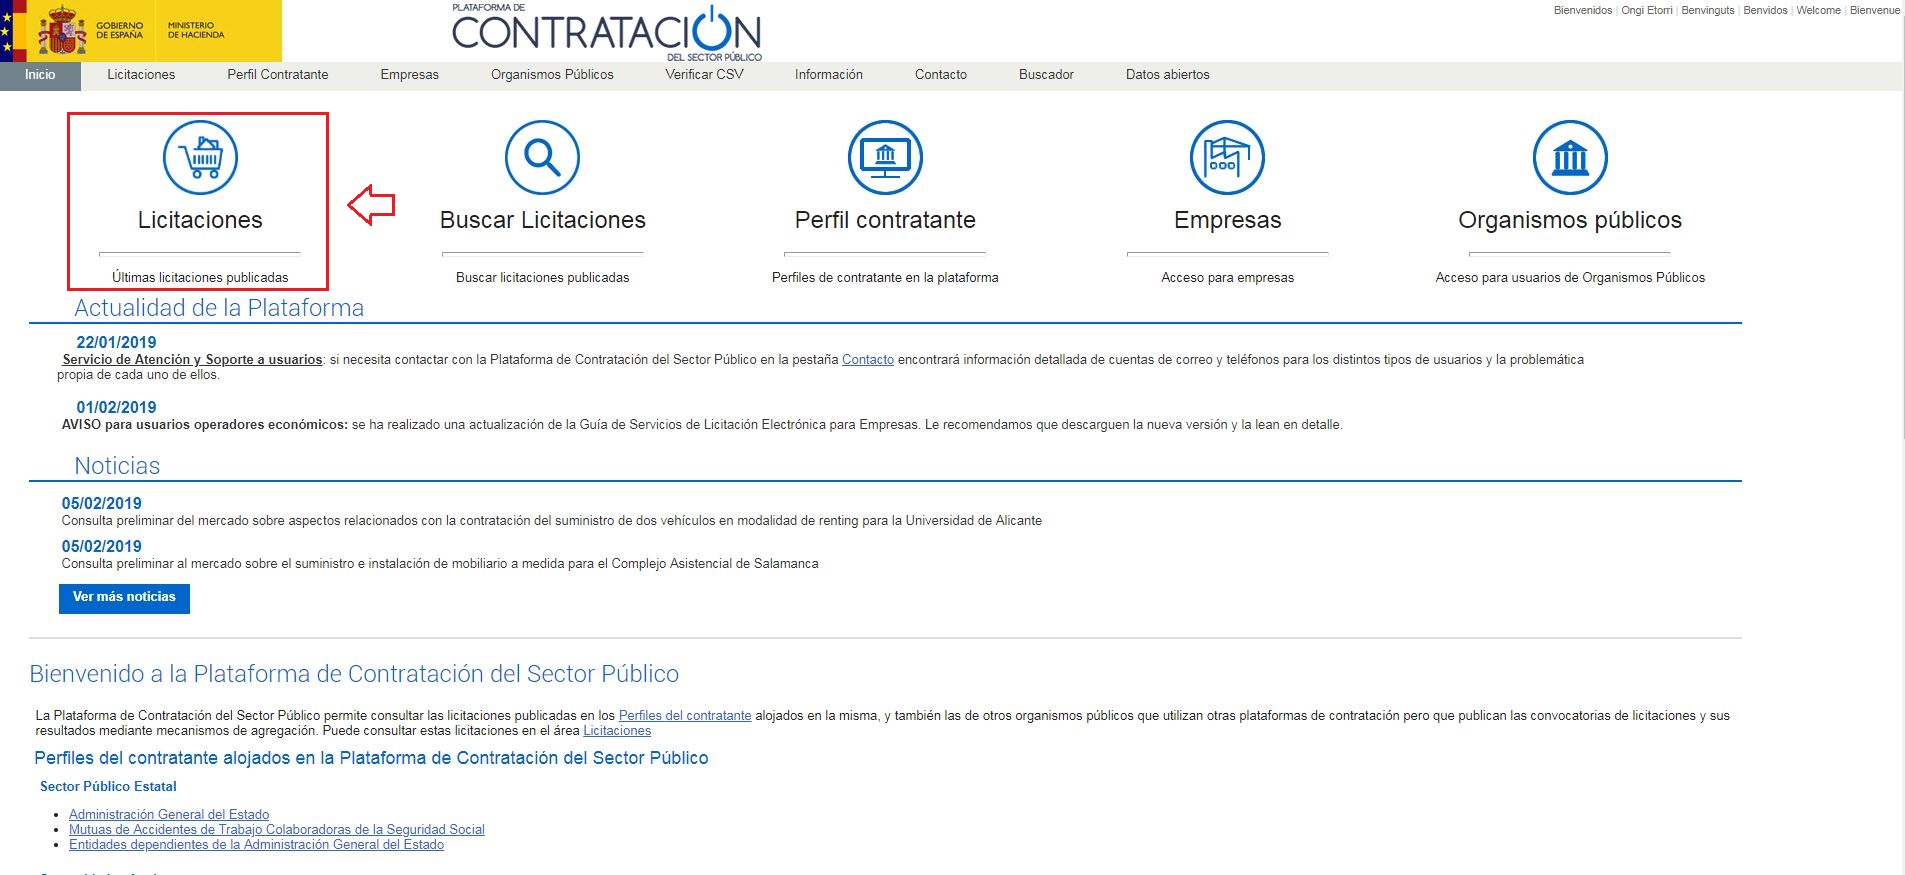 GOBIERNO
DE ESPAÑA
MINISTERIO
DE HACIENDA
PLATAFORMA DE
CONTRATACIÓN
DEL SECTOR PÚBLICO
Bienvenidos | Ongi Etorri | Benvinguts | Benvidos | Welcome | Bienvenue
Inicio Licitaciones Perfil Contratante Empresas Organismos Públicos Verificar CSV Información Contacto Buscador Datos abiertos
Licitaciones Buscar Licitaciones Perfil contratante Empresas Organismos públicos
Últimas licitaciones publicadas Buscar licitaciones publicadas Perfiles de contratante en la plataforma Acceso para empresas Acceso para usuarios de Organismos Públicos
Actualidad de la Plataforma
22/01/2019
Servicio de Atención y Soporte a usuarios: si necesita contactar con la Plataforma de Contratación del Sector Público en la pestaña Contacto encontrará información detallada de cuentas de correo y teléfonos para los distintos tipos de usuarios y la problemática
propia de cada uno de ellos.
01/02/2019
AVISO para usuarios operadores económicos: se ha realizado una actualización de la Guía de Servicios de Licitación Electrónica para Empresas. Le recomendamos que descarguen la nueva versión y la lean en detalle.
Noticias
05/02/2019
Consulta preliminar del mercado sobre aspectos relacionados con la contratación del suministro de dos vehículos en modalidad de renting para la Universidad de Alicante
05/02/2019
Consulta preliminar al mercado sobre el suministro e instalación de mobiliario a medida para el Complejo Asistencial de Salamanca
Ver más noticias
Bienvenido a la Plataforma de Contratación del Sector Público
La Plataforma de Contratación del Sector Público permite consultar las licitaciones publicadas en los Perfiles del contratante alojados en la misma, y también las de otros organismos públicos que utilizan otras plataformas de contratación pero que publican las convocatorias de licitaciones y sus
resultados mediante mecanismos de agregación. Puede consultar estas licitaciones en el área Licitaciones
Perfiles del contratante alojados en la Plataforma de Contratación del Sector Público
Sector Público Estatal
• Administración General del Estado
• Mutuas de Accidentes de Trabajo Colaboradoras de la Seguridad Social
• Entidades dependientes de la Administración General del Estado